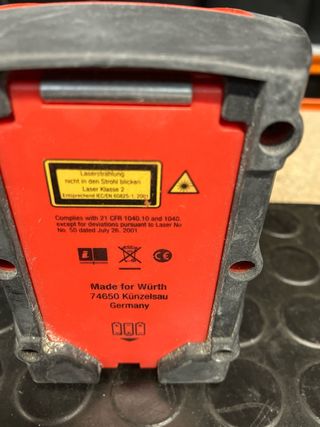 Laserstrahlung
nicht in den Strahl blicken
Laser Klasse 2
Entsprechend IEC/EN 60825-1: 2001
Complies with 21 CFR 1040.10 and 1040.
except for deviations pursuant to Laser No
No. 50 dated July 26, 2001
CE
Made for Würth
74650 Künzelsau
Germany